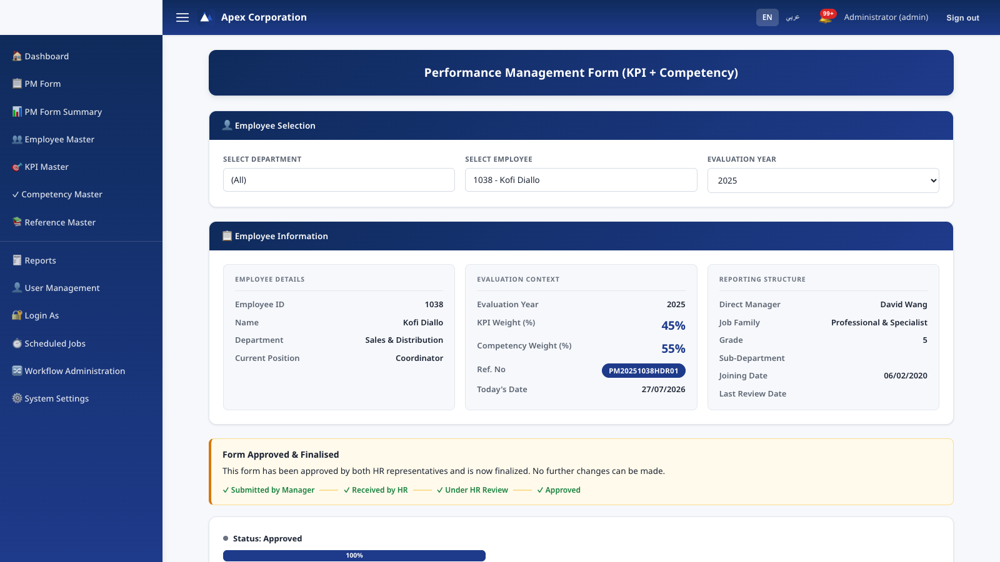 Apex Corporation
EN
عربي
99+
Administrator (admin)
Sign out
Dashboard
PM Form
PM Form Summary
Employee Master
KPI Master
✓ Competency Master
Reference Master
Reports
User Management
Login As
Scheduled Jobs
Workflow Administration
System Settings
Performance Management Form (KPI + Competency)
Employee Selection
SELECT DEPARTMENT
(All)
SELECT EMPLOYEE
1038 - Kofi Diallo
EVALUATION YEAR
2025
Employee Information
EMPLOYEE DETAILS
Employee ID 1038
Name Kofi Diallo
Department Sales & Distribution
Current Position Coordinator
EVALUATION CONTEXT
Evaluation Year 2025
KPI Weight (%) 45%
Competency Weight (%) 55%
Ref. No PM20251038HDR01
Today's Date 27/07/2026
REPORTING STRUCTURE
Direct Manager David Wang
Job Family Professional & Specialist
Grade 5
Sub-Department
Joining Date 06/02/2020
Last Review Date
Form Approved & Finalised
This form has been approved by both HR representatives and is now finalized. No further changes can be made.
✓ Submitted by Manager ✓ Received by HR ✓ Under HR Review ✓ Approved
Status: Approved
100%